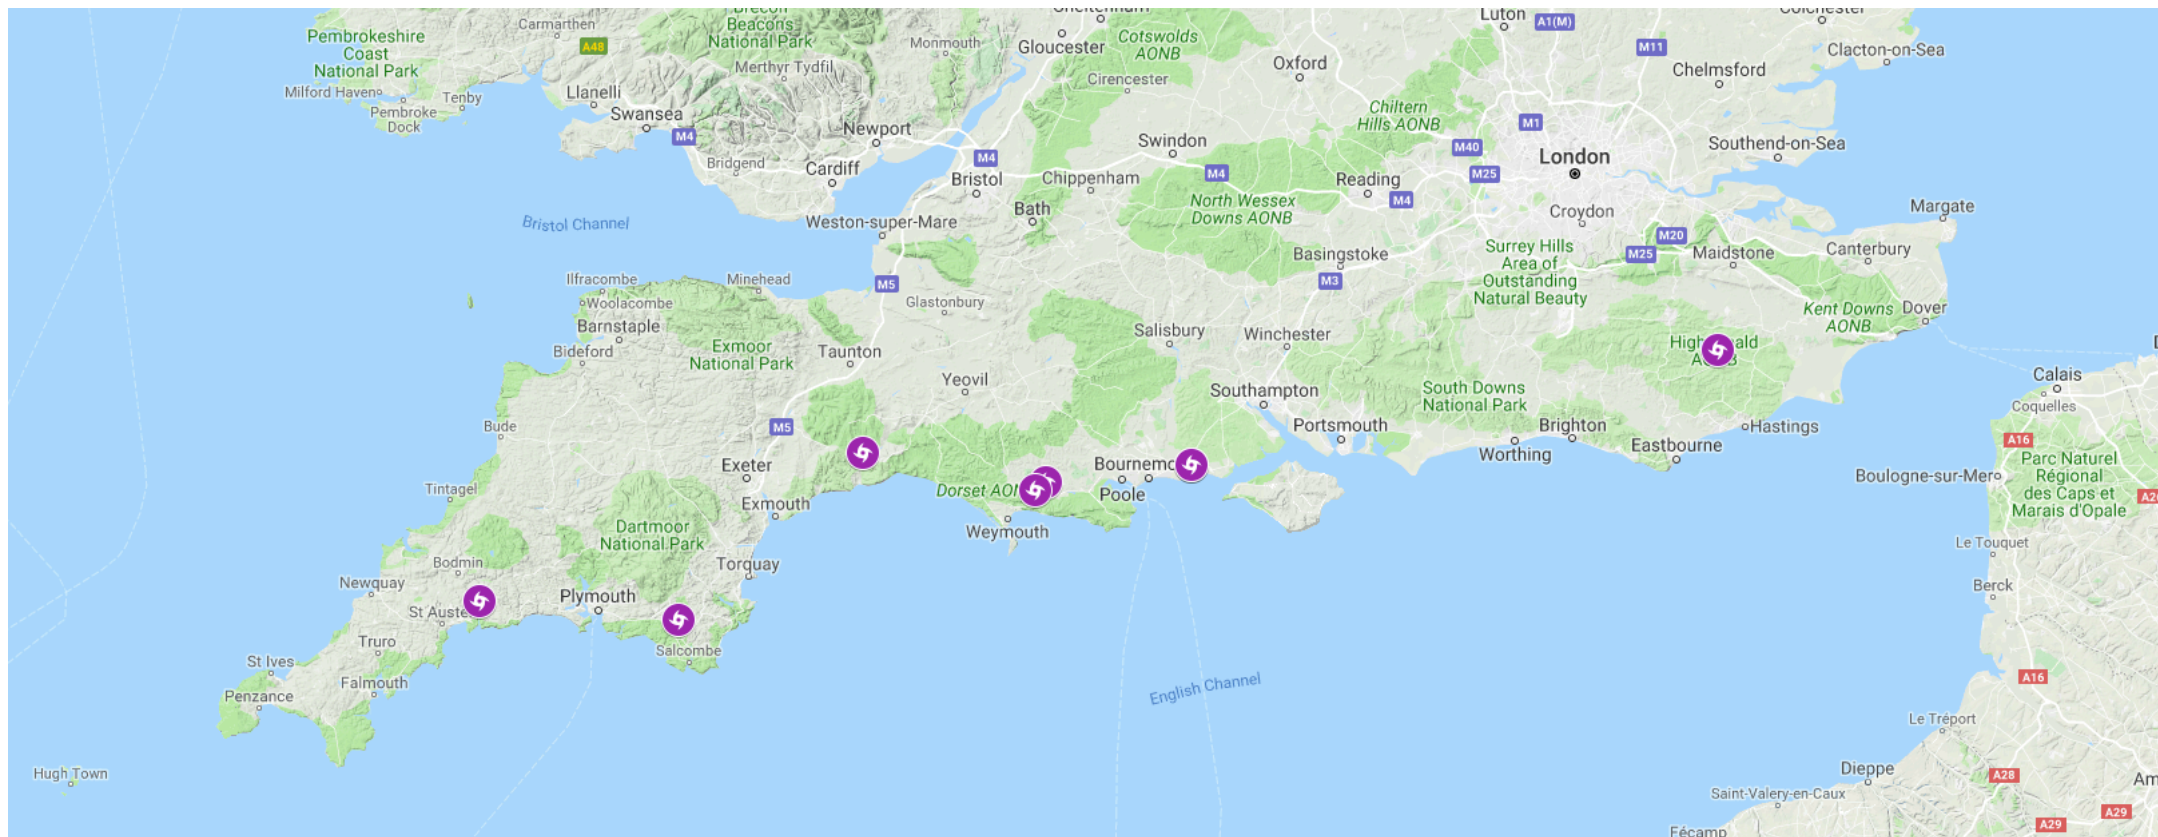 Carmarthen
Brecon
Beacons
National Park
Cheltenham
Luton
A1(M)
Colchester
Pembrokeshire
Coast
National Park
A48
Monmouth
Gloucester
Cotswolds
AONB
M11
Clacton-on-Sea
Merthyr Tydfil
Oxford
Chelmsford
Milford Haven
Tenby
Llanelli
Cirencester
Pembroke
Dock
Swansea
Chiltern
Hills AONB
M4
Newport
Swindon
M1
Southend-on-Sea
Bridgend
Cardiff
M4
M40
London
Bristol
Chippenham
M4
Reading
M25
M4
Bath
North Wessex
Downs AONB
Croydon
Margate
Bristol Channel
Weston-super-Mare
M20
Basingstoke
Surrey Hills
Area of
Outstanding
Natural Beauty
M25
Maidstone
Canterbury
Ilfracombe
Minehead
M5
M3
Woolacombe
Glastonbury
Kent Downs
AONB
Dover
Barnstaple
Salisbury
Winchester
Bideford
Exmoor
National Park
Taunton
High
ald
Yeovil
Southampton
South Downs
National Park
Calais
Coquelles
Bude
M5
Portsmouth
Brighton
Hastings
Worthing
Eastbourne
A16
Exeter
Bournemo
Boulogne-sur-Mer
Parc Naturel
Régional
des Caps et
Marais d'Opale
Tintagel
Dorset AON
Poole
Exmouth
Weymouth
Dartmoor
National Park
Le Touquet
Bodmin
Torquay
Newquay
Berck
Plymouth
St Auste
Truro
Salcombe
St Ives
Falmouth
Penzance
English Channel
A16
Le Tréport
Hugh Town
Dieppe
A28
Am
Saint-Valery-en-Caux
A29
A29
Fécamp